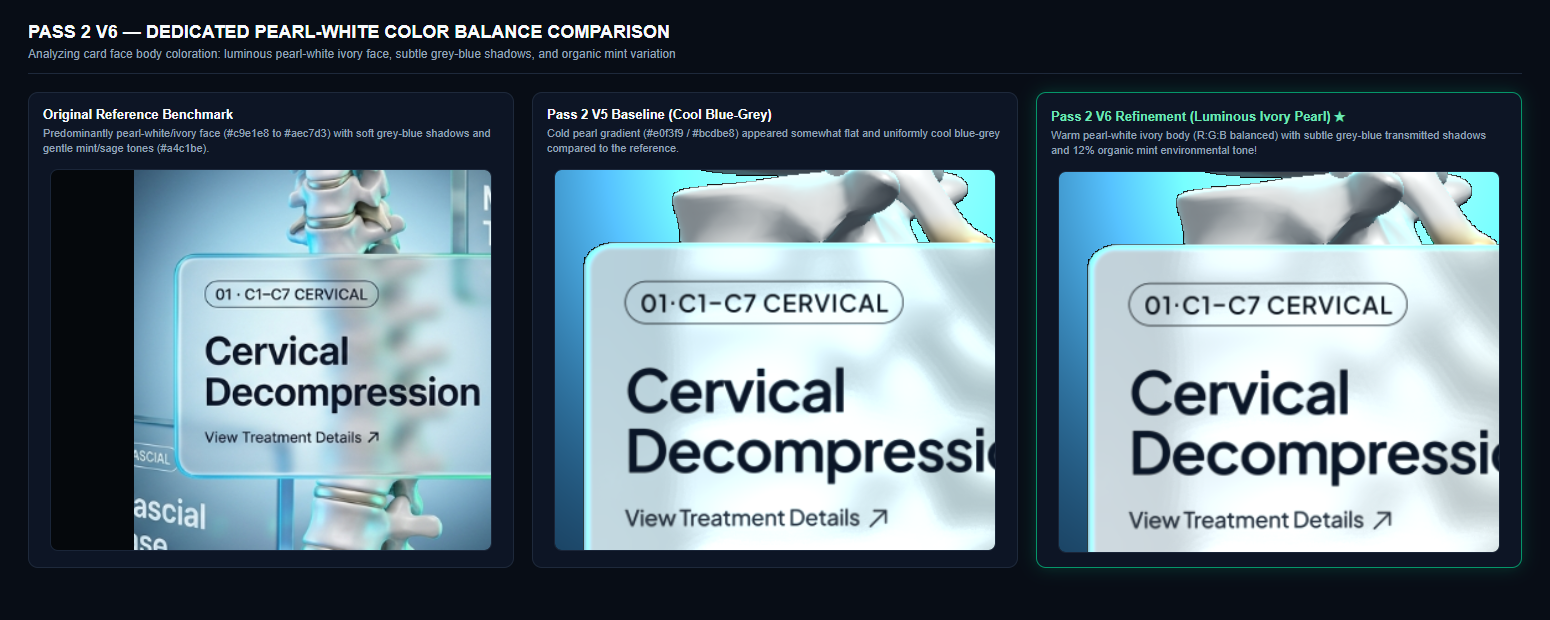 PASS 2 V6 — DEDICATED PEARL-WHITE COLOR BALANCE COMPARISON
Analyzing card face body coloration: luminous pearl-white ivory face, subtle grey-blue shadows, and organic mint variation
Original Reference Benchmark
Predominantly pearl-white/ivory face (#c9e1e8 to #aec7d3) with soft grey-blue shadows and
gentle mint/sage tones (#a4c1be).
N
T
01 · C1–C7 CERVICAL
Cervical
Decompression
View Treatment Details ↗
ASCIAL
ascial
se
Pass 2 V5 Baseline (Cool Blue-Grey)
Cold pearl gradient (#e0f3f9 / #bcdbe8) appeared somewhat flat and uniformly cool blue-grey
compared to the reference.
01·C1–C7 CERVICAL
Cervical
Decompressio
View Treatment Details ↗
Pass 2 V6 Refinement (Luminous Ivory Pearl) ★
Warm pearl-white ivory body (R:G:B balanced) with subtle grey-blue transmitted shadows
and 12% organic mint environmental tone!
01·C1–C7 CERVICAL
Cervical
Decompressio
View Treatment Details ↗